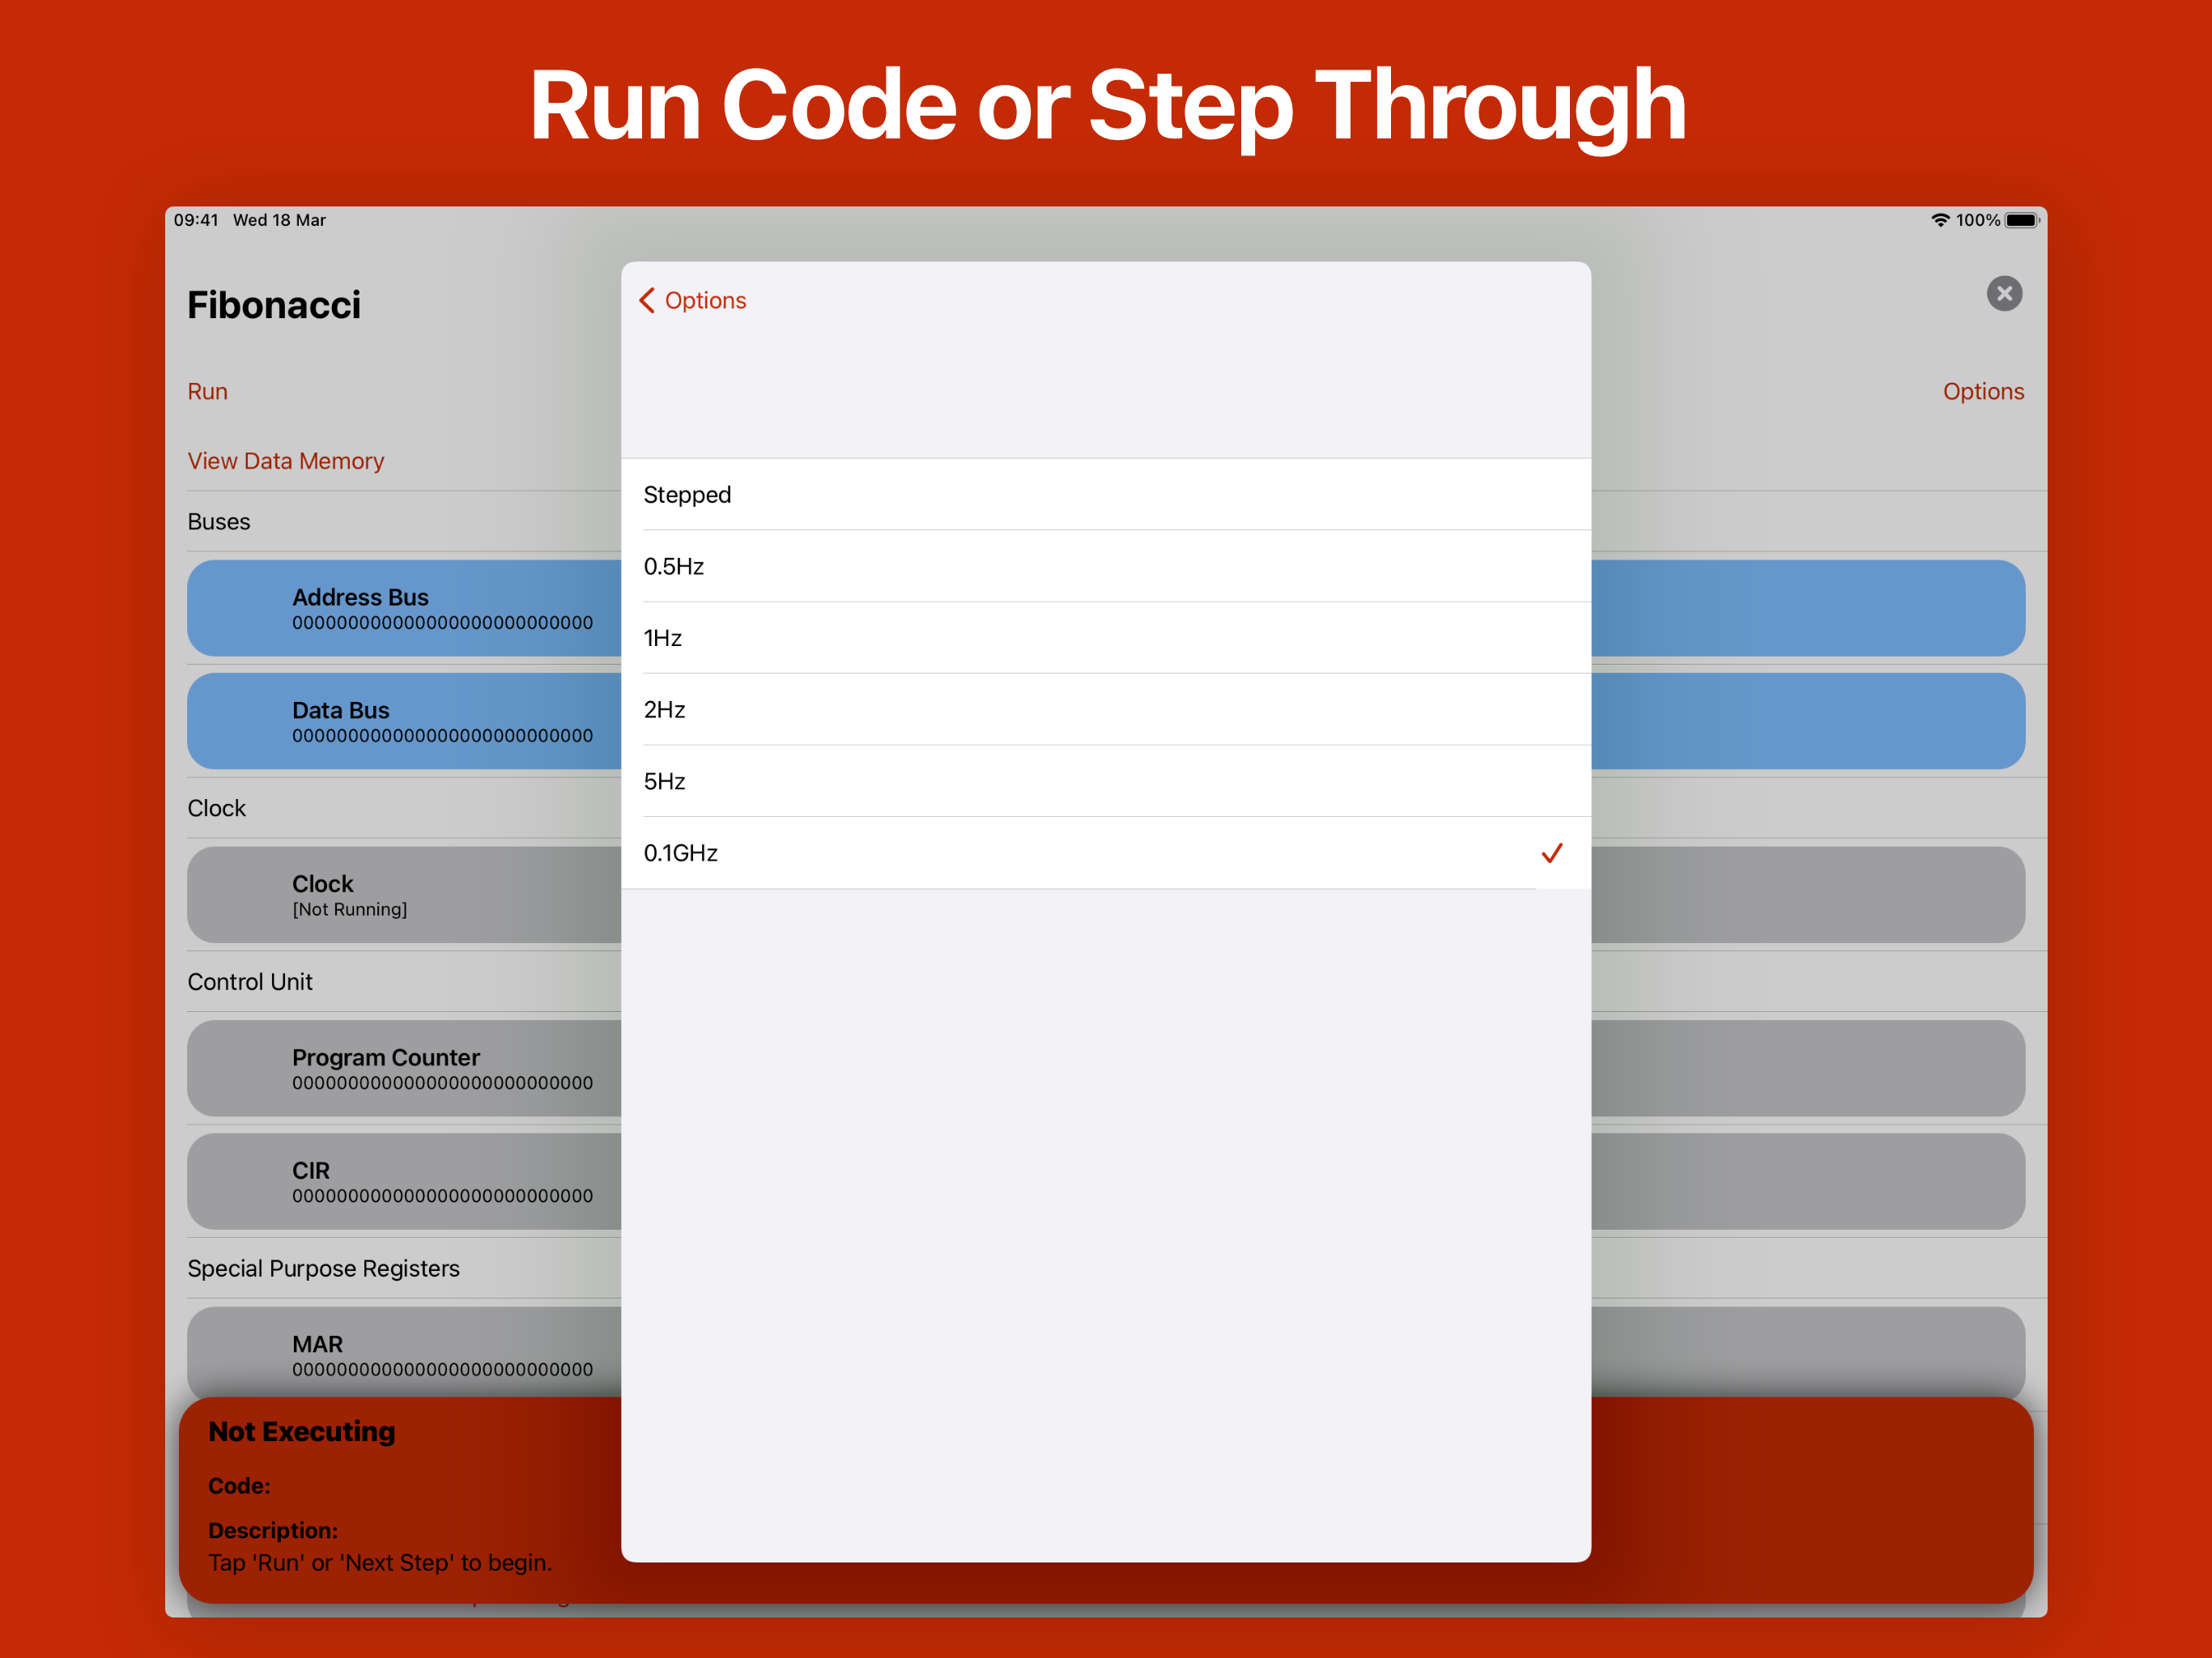 Run Code or Step Through
09:41 Wed 18 Mar
100%
Fibonacci
Options
Run
Options
View Data Memory
Stepped
Buses
0.5Hz
Address Bus
000000000000000000000000000
1Hz
2Hz
Data Bus
000000000000000000000000000
5Hz
Clock
0.1GHz
Clock
[Not Running]
Control Unit
Program Counter
000000000000000000000000000
CIR
000000000000000000000000000
Special Purpose Registers
MAR
000000000000000000000000000
Not Executing
Code:
Description:
Tap 'Run' or 'Next Step' to begin.